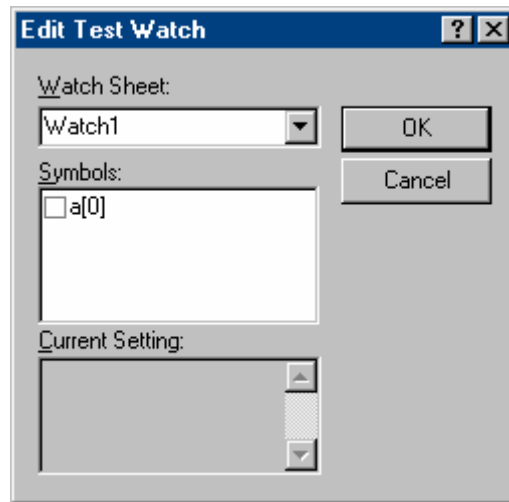 Edit Test Watch
Watch Sheet:
Watch1
OK
Symbols:
Cancel
a[0]
Current Setting: